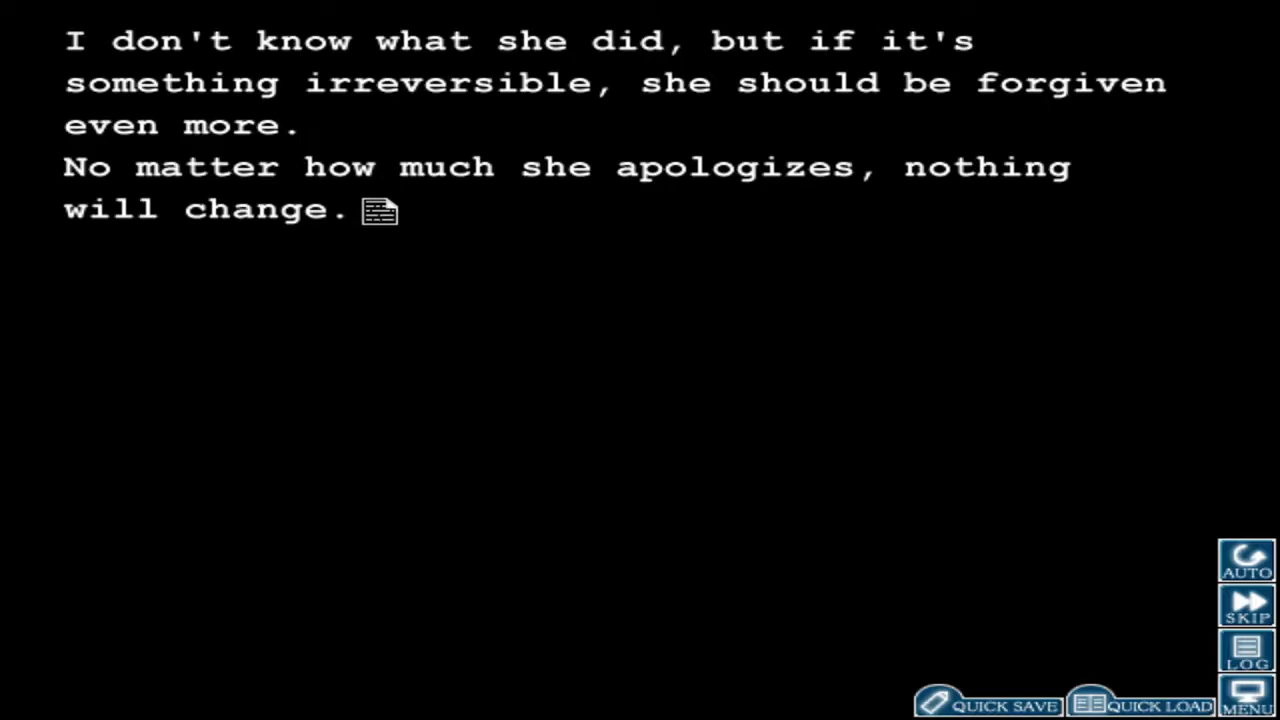 I don't know what she did, but if it's
something irreversible, she should be forgiven
even more.
No matter how much she apologizes, nothing
will change.
AUTO
SKIP
LOG
QUICK SAVE
QUICK LOAD
MENU